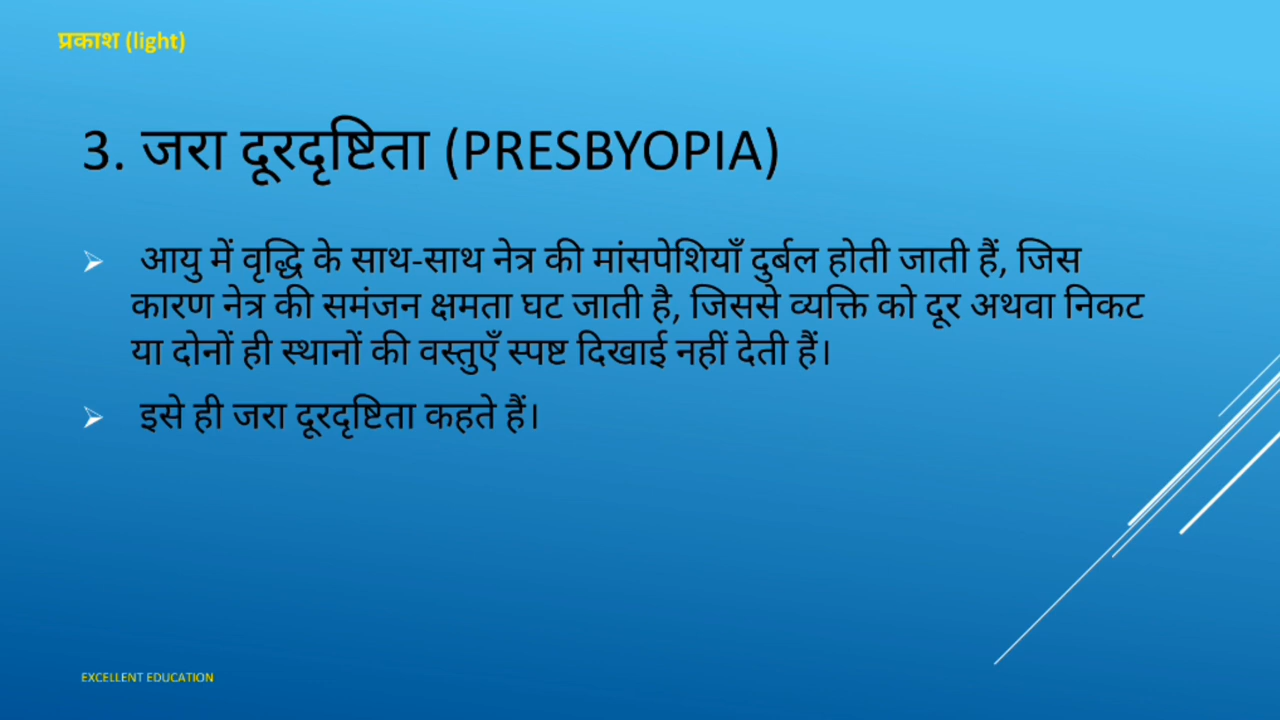 प्रकाश (light)
3. जरा दूरदृष्टिता (PRESBYOPIA)
आयु में वृद्धि के साथ-साथ नेत्र की मांसपेशियाँ दुर्बल होती जाती हैं, जिस
कारण नेत्र की समंजन क्षमता घट जाती है, जिससे व्यक्ति को दूर अथवा निकट
या दोनों ही स्थानों की वस्तुएँ स्पष्ट दिखाई नहीं देती हैं।
इसे ही जरा दूरदृष्टिता कहते हैं।
EXCELLENT EDUCATION